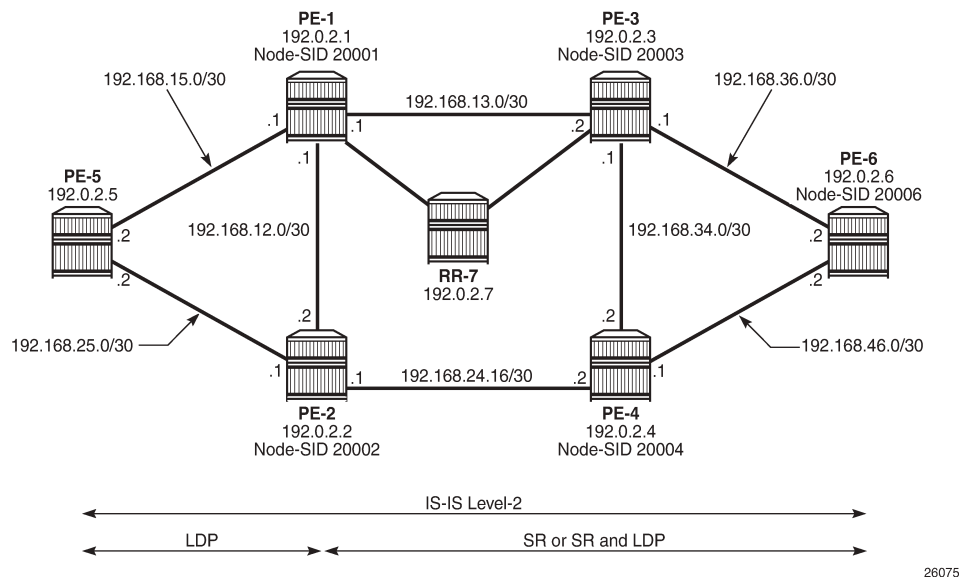 PE-1
192.0.2.1
Node-SID 20001
PE-3
192.0.2.3
Node-SID 20003
192.168.15.0/30
192.168.13.0/30
192.168.36.0/30
.1
.1
.2
.1
.1
.1
PE-5
192.0.2.5
PE-6
192.0.2.6
Node-SID 20006
192.168.12.0/30
192.168.34.0/30
.2
.2
.2
.2
RR-7
192.0.2.7
.2
.2
192.168.25.0/30
192.168.46.0/30
.1
.1
192.168.24.16/30
.2
.1
PE-2
192.0.2.2
Node-SID 20002
PE-4
192.0.2.4
Node-SID 20004
IS-IS Level-2
LDP
SR or SR and LDP
26075